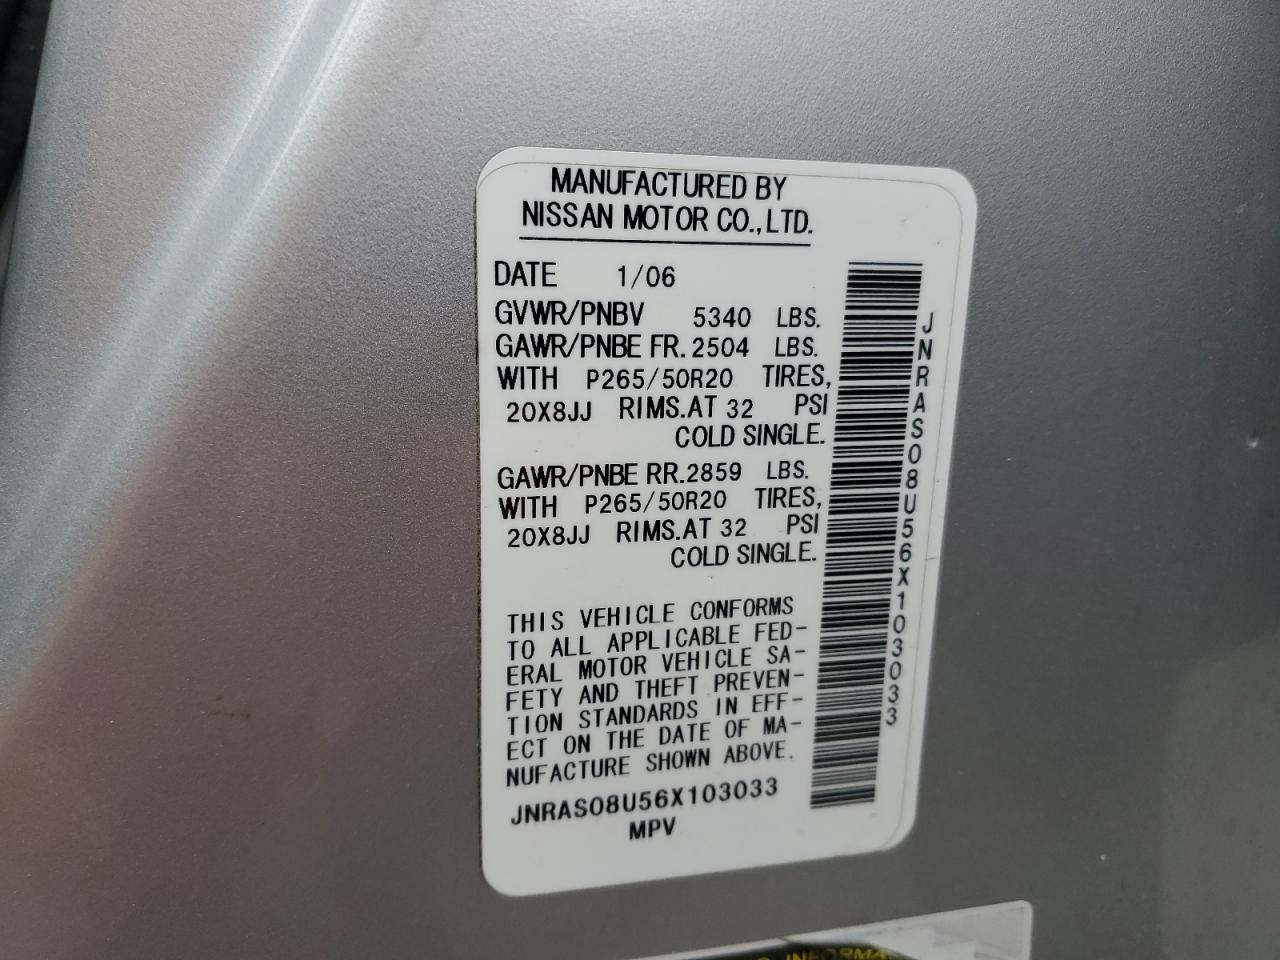 MANUFACTURED BY
NISSAN MOTOR CO.,LTD.
DATE 1/06
GVWR/PNBV 5340 LBS.
GAWR/PNBE FR. 2504 LBS.
WITH P265/50R20 TIRES,
20X8JJ RIMS.AT 32 PSI
COLD SINGLE.
GAWR/PNBE RR. 2859 LBS.
WITH P265/50R20 TIRES,
20X8JJ RIMS.AT 32 PSI
COLD SINGLE.
THIS VEHICLE CONFORMS
TO ALL APPLICABLE FED-
ERAL MOTOR VEHICLE SA-
FETY AND THEFT PREVEN-
TION STANDARDS IN EFF-
ECT ON THE DATE OF MA-
NUFACTURE SHOWN ABOVE.
JNRAS08U56X103033
MPV
JNRAS08U56X103033